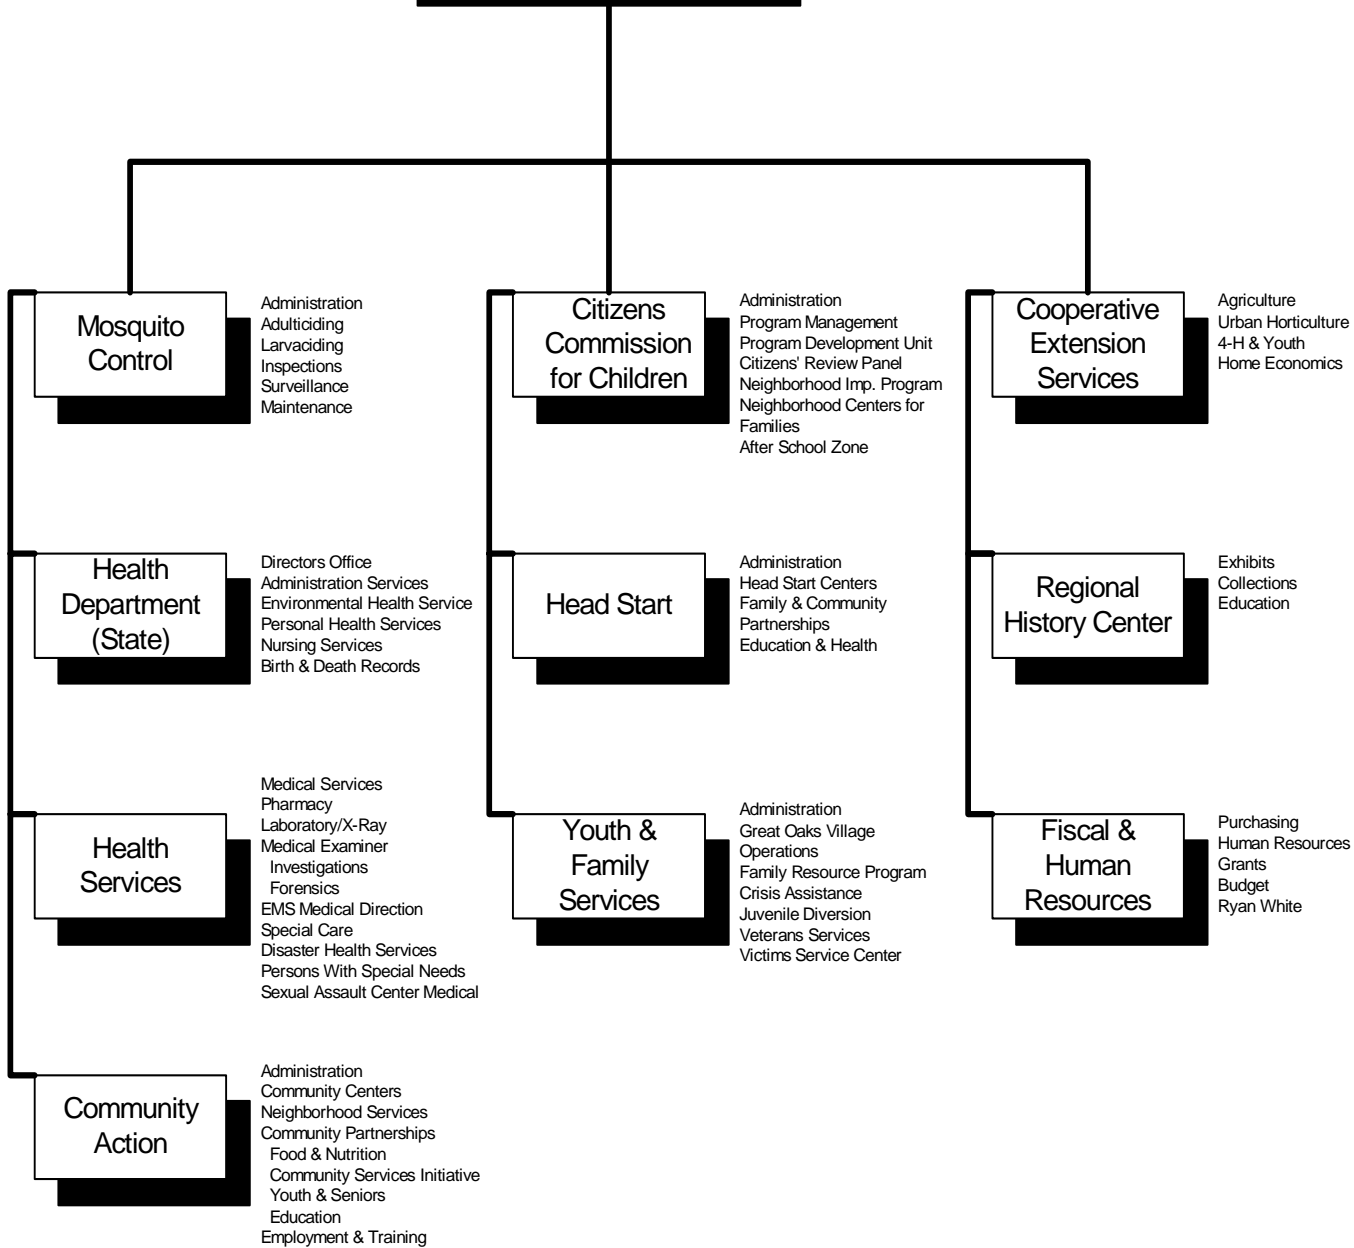 Mosquito
Control
Administration
Adulticiding
Larvaciding
Inspections
Surveillance
Maintenance
Citizens
Commission
for Children
Administration
Program Management
Program Development Unit
Citizens' Review Panel
Neighborhood Imp. Program
Neighborhood Centers for
Families
After School Zone
Cooperative
Extension
Services
Agriculture
Urban Horticulture
4-H & Youth
Home Economics
Health
Department
(State)
Directors Office
Administration Services
Environmental Health Service
Personal Health Services
Nursing Services
Birth & Death Records
Head Start
Administration
Head Start Centers
Family & Community
Partnerships
Education & Health
Regional
History Center
Exhibits
Collections
Education
Health
Services
Medical Services
Pharmacy
Laboratory/X-Ray
Medical Examiner
Investigations
Forensics
EMS Medical Direction
Special Care
Disaster Health Services
Persons With Special Needs
Sexual Assault Center Medical
Youth &
Family
Services
Administration
Great Oaks Village
Operations
Family Resource Program
Crisis Assistance
Juvenile Diversion
Veterans Services
Victims Service Center
Fiscal &
Human
Resources
Purchasing
Human Resources
Grants
Budget
Ryan White
Community
Action
Administration
Community Centers
Neighborhood Services
Community Partnerships
Food & Nutrition
Community Services Initiative
Youth & Seniors
Education
Employment & Training